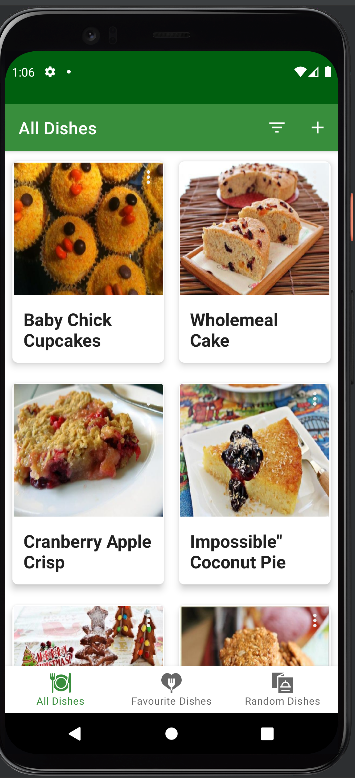 1:06
All Dishes
Baby Chick
Cupcakes
Wholemeal
Cake
Cranberry Apple
Crisp
Impossible"
Coconut Pie
All Dishes
Favourite Dishes
Random Dishes